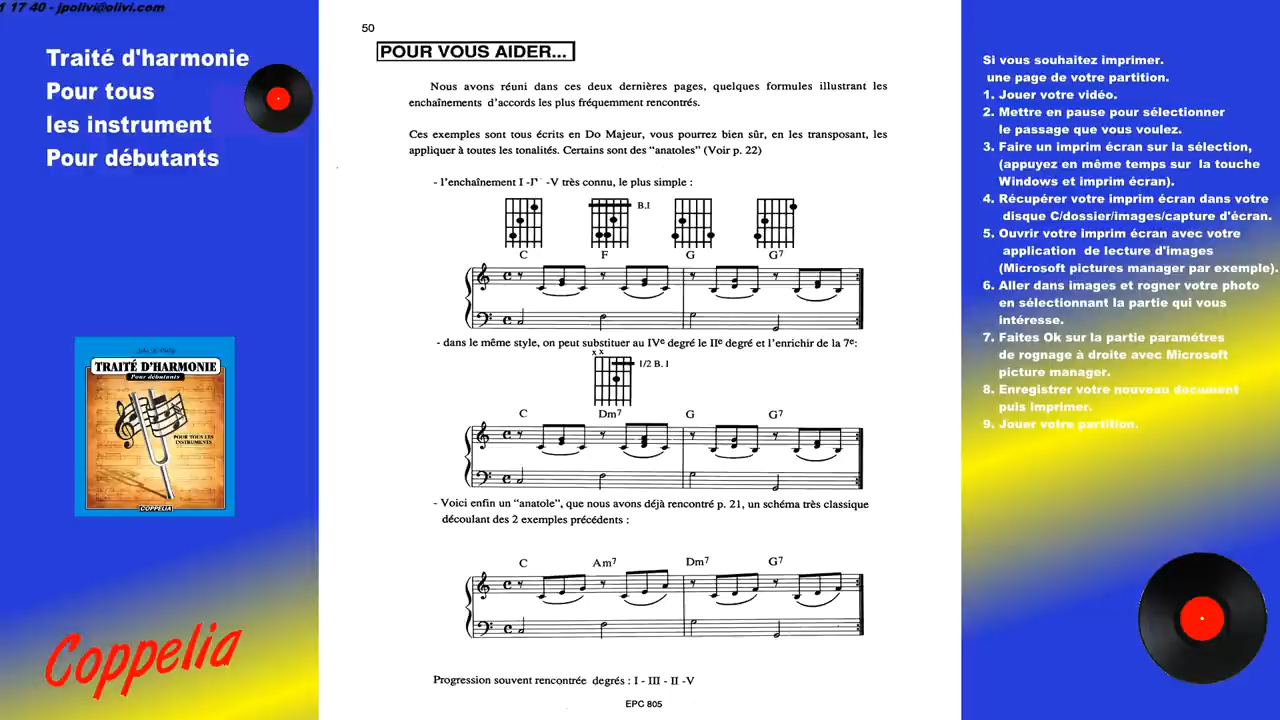 1 17 40 - jpolivi@olivi.com
Traité d'harmonie
Pour tous
les instrument
Pour débutants
TRAITÉ D'HARMONIE
Pour débutants
POUR TOUS LES
INSTRUMENTS
COPPELIA
Coppelia
50
POUR VOUS AIDER...
Nous avons réuni dans ces deux dernières pages, quelques formules illustrant les
enchaînements d'accords les plus fréquemment rencontrés.
Ces exemples sont tous écrits en Do Majeur, vous pourrez bien sûr, en les transposant, les
appliquer à toutes les tonalités. Certains sont des “anatoles” (Voir p. 22)
- l'enchaînement I - -V très connu, le plus simple :
B.1
C F G G7
- dans le même style, on peut substituer au IVe degré le IIe degré et l'enrichir de la 7e:
x x
1/2 B. 1
C Dm7 G G7
- Voici enfin un “anatole”, que nous avons déjà rencontré p. 21, un schéma très classique
découlant des 2 exemples précédents :
C Am7 Dm7 G7
Progression souvent rencontrée degrés : I - III - II -V
EPC 805
Si vous souhaitez imprimer.
une page de votre partition.
1. Jouer votre vidéo.
2. Mettre en pause pour sélectionner
le passage que vous voulez.
3. Faire un imprim écran sur la sélection,
(appuyez en même temps sur la touche
Windows et imprim écran).
4. Récupérer votre imprim écran dans votre
disque C/dossier/images/capture d'écran.
5. Ouvrir votre imprim écran avec votre
application de lecture d'images
(Microsoft pictures manager par exemple).
6. Aller dans images et rogner votre photo
en sélectionnant la partie qui vous
intéresse.
7. Faites Ok sur la partie paramétres
de rognage à droite avec Microsoft
picture manager.
8. Enregistrer votre nouveau document
puis imprimer.
9. Jouer votre partition.